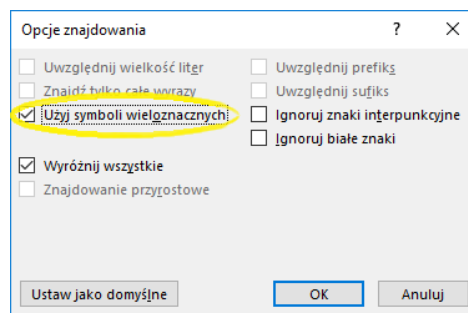 Opcje znajdowania ? ×
Uwzględnij wielkość liter
Uwzględnij prefiks
Znajdź tylko całe wyrazy
Uwzględnij sufiks
Użyj symboli wieloznacznych
Ignoruj znaki interpunkcyjne
Ignoruj białe znaki
Wyróżnij wszystkie
Znajdowanie przyrostowe
Ustaw jako domyślne
OK
Anuluj